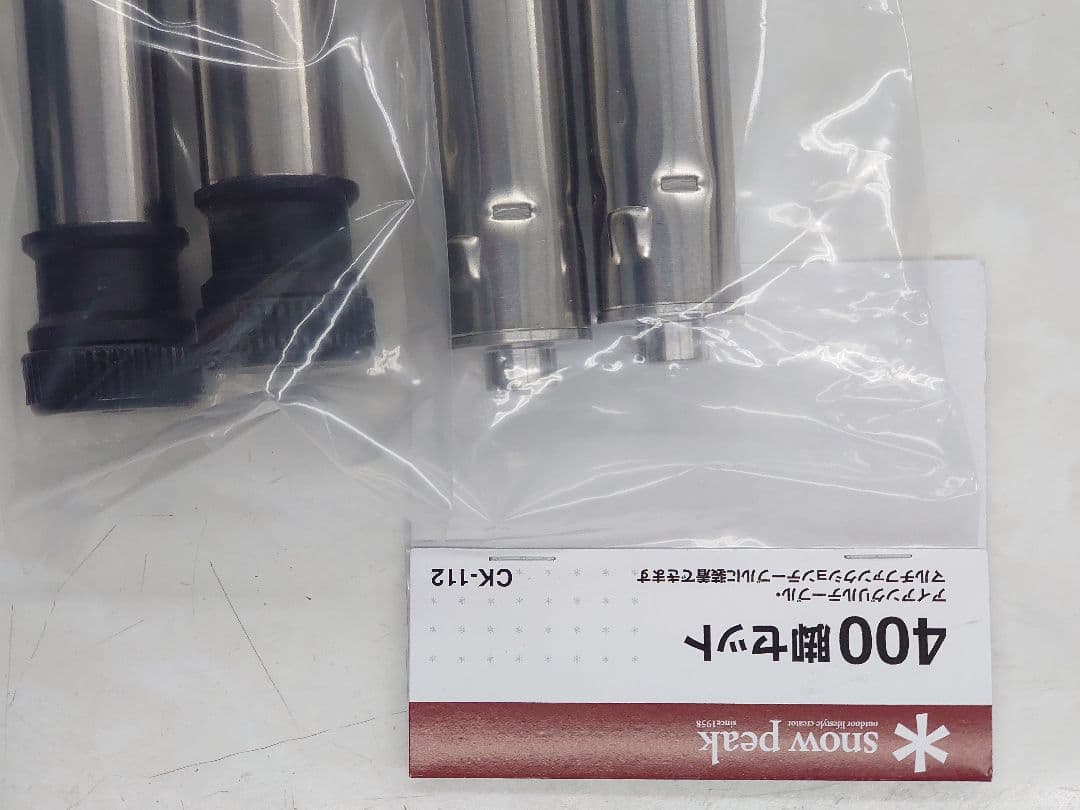 snow peak
outdoor lifestyle creator
since1958
400脚セット
アイアングリルテーブル・
マルチファンクションテーブルに装着できます
CK-112